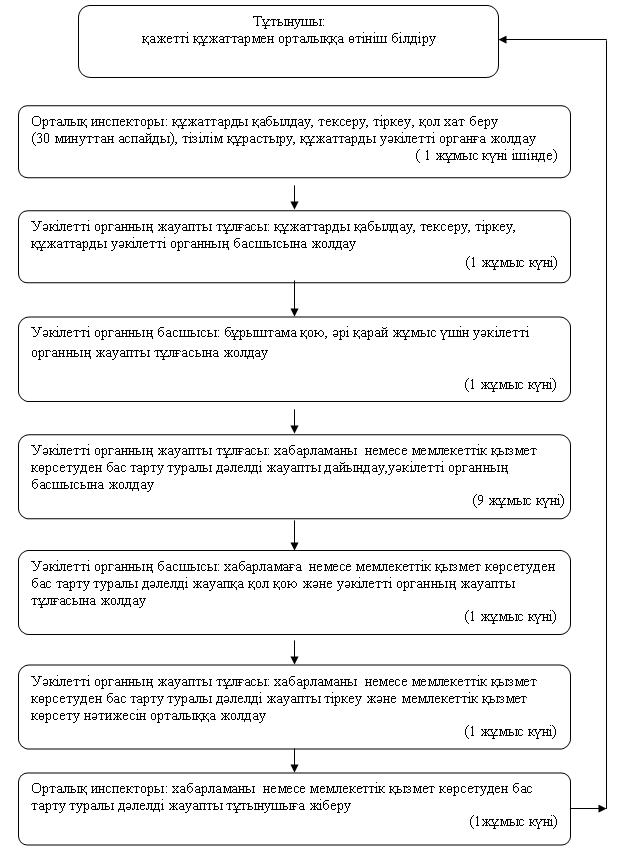 Тұтынушы:
қажетті құжаттармен орталыққа өтініш білдіру
Орталық инспекторы: құжаттарды қабылдау, тексеру, тіркеу, қол хат беру
(30 минуттан аспайды), тізілім құрастыру, құжаттарды уәкілетті органға жолдау
( 1 жұмыс күні ішінде)
Уәкілетті органның жауапты тұлғасы: құжаттарды қабылдау, тексеру, тіркеу,
құжаттарды уәкілетті органның басшысына жолдау
(1 жұмыс күні)
Уәкілетті органның басшысы: бұрыштама қою, әрі қарай жұмыс үшін уәкілетті
органның жауапты тұлғасына жолдау
(1 жұмыс күні)
Уәкілетті органның жауапты тұлғасы: хабарламаны немесе мемлекеттік қызмет
көрсетуден бас тарту туралы дәлелді жауапты дайындау,уәкілетті органның
басшысына жолдау
(9 жұмыс күні)
Уәкілетті органның басшысы: хабарламаға немесе мемлекеттік қызмет көрсетуден
бас тарту туралы дәлелді жауапқа қол қою және уәкілетті органның жауапты
тұлғасына жолдау
(1 жұмыс күні)
Уәкілетті органның жауапты тұлғасы: хабарламаны немесе мемлекеттік қызмет
көрсетуден бас тарту туралы дәлелді жауапты тіркеу және мемлекеттік қызмет
көрсету нәтижесін орталыққа жолдау
(1 жұмыс күні)
Орталық инспекторы: хабарламаны немесе мемлекеттік қызмет көрсетуден бас
тарту туралы дәлелді жауапты тұтынушыға жіберу
(1жұмыс күні)